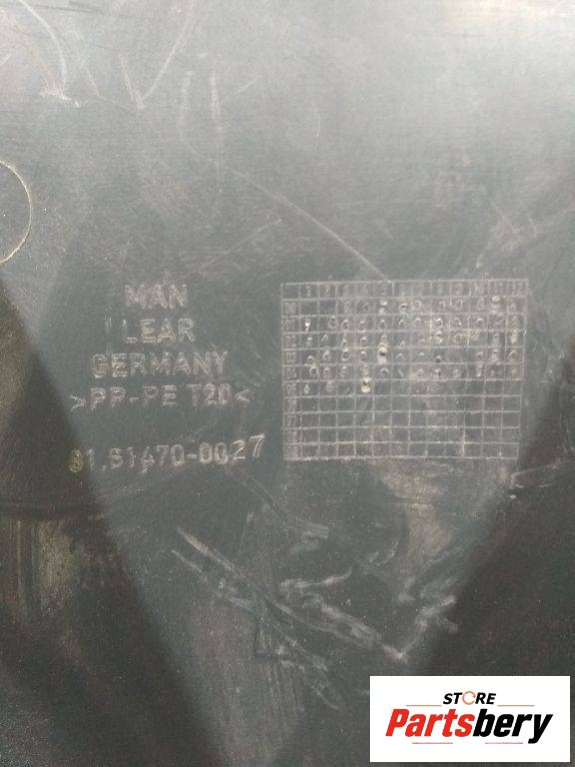 MAN
LEAR
GERMANY
>PP-PE T20<
81.61470-0027
STORE
Partsbery